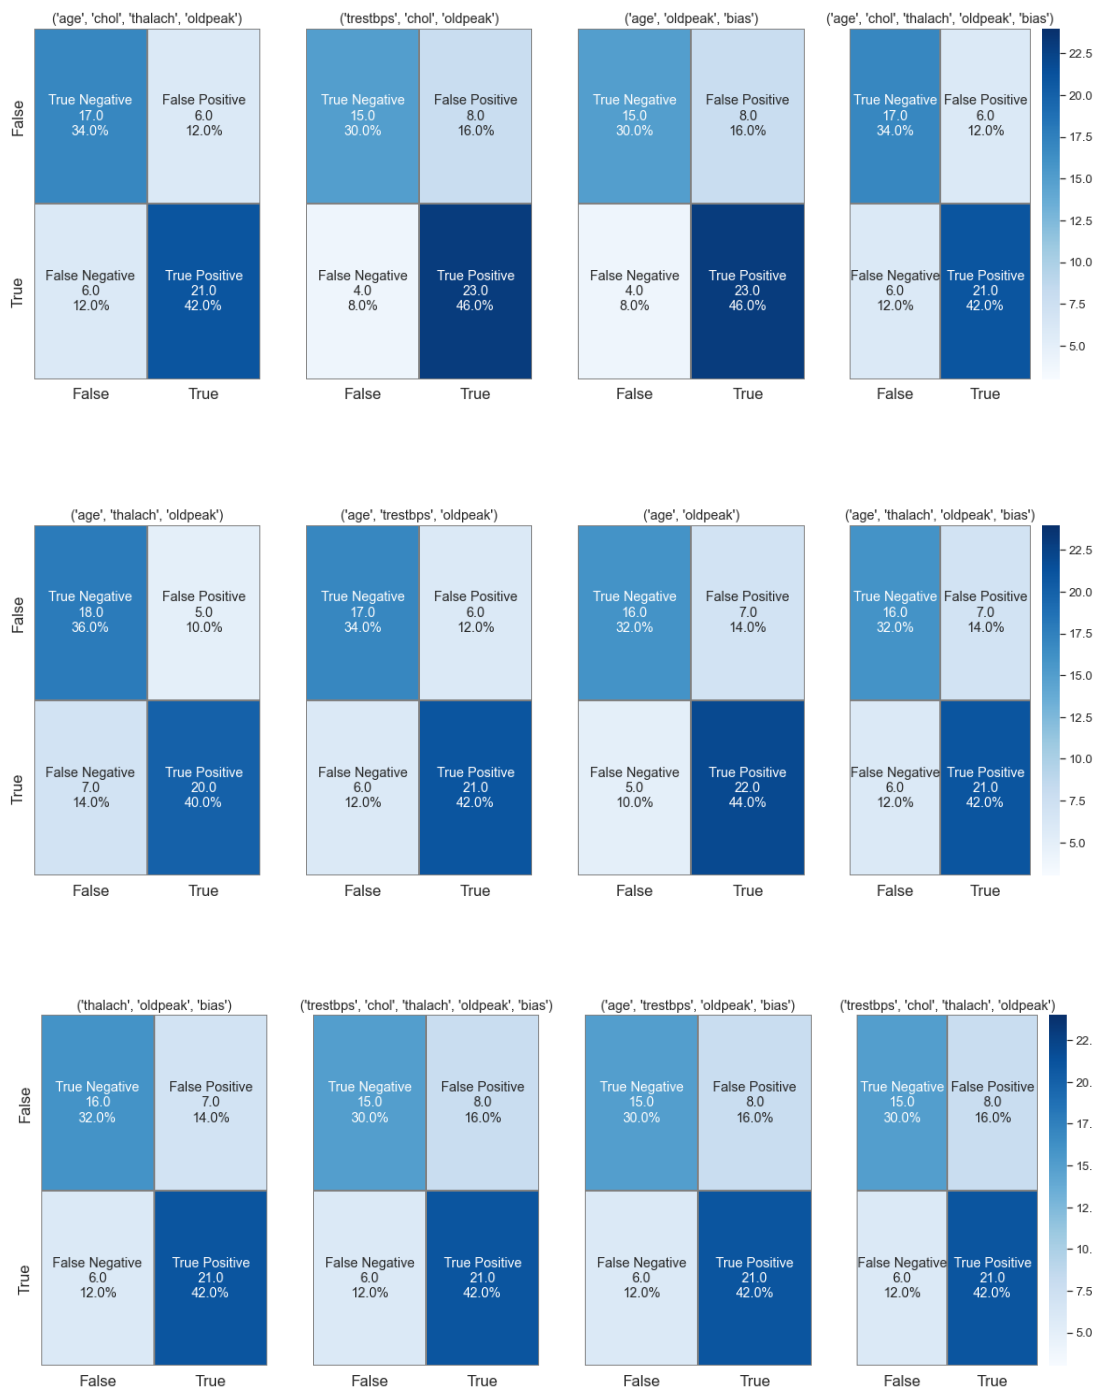 ('age', 'chol', 'thalach', 'oldpeak')
('trestbps', 'chol', 'oldpeak')
('age', 'oldpeak', 'bias')
('age', 'chol', 'thalach', 'oldpeak', 'bias')
False
True Negative
17.0
34.0%
False Positive
6.0
12.0%
True Negative
15.0
30.0%
False Positive
8.0
16.0%
True Negative
15.0
30.0%
False Positive
8.0
16.0%
True Negative
17.0
34.0%
False Positive
6.0
12.0%
True
False Negative
6.0
12.0%
True Positive
21.0
42.0%
False Negative
4.0
8.0%
True Positive
23.0
46.0%
False Negative
4.0
8.0%
True Positive
23.0
46.0%
False Negative
6.0
12.0%
True Positive
21.0
42.0%
22.5
20.0
17.5
15.0
12.5
10.0
7.5
5.0
False True False True False True False True
('age', 'thalach', 'oldpeak')
('age', 'trestbps', 'oldpeak')
('age', 'oldpeak')
('age', 'thalach', 'oldpeak', 'bias')
False
True Negative
18.0
36.0%
False Positive
5.0
10.0%
True Negative
17.0
34.0%
False Positive
6.0
12.0%
True Negative
16.0
32.0%
False Positive
7.0
14.0%
True Negative
16.0
32.0%
False Positive
7.0
14.0%
True
False Negative
7.0
14.0%
True Positive
20.0
40.0%
False Negative
6.0
12.0%
True Positive
21.0
42.0%
False Negative
5.0
10.0%
True Positive
22.0
44.0%
False Negative
6.0
12.0%
True Positive
21.0
42.0%
22.5
20.0
17.5
15.0
12.5
10.0
7.5
5.0
False True False True False True False True
('thalach', 'oldpeak', 'bias')
('trestbps', 'chol', 'thalach', 'oldpeak', 'bias')
('age', 'trestbps', 'oldpeak', 'bias')
('trestbps', 'chol', 'thalach', 'oldpeak')
False
True Negative
16.0
32.0%
False Positive
7.0
14.0%
True Negative
15.0
30.0%
False Positive
8.0
16.0%
True Negative
15.0
30.0%
False Positive
8.0
16.0%
True Negative
15.0
30.0%
False Positive
8.0
16.0%
True
False Negative
6.0
12.0%
True Positive
21.0
42.0%
False Negative
6.0
12.0%
True Positive
21.0
42.0%
False Negative
6.0
12.0%
True Positive
21.0
42.0%
False Negative
6.0
12.0%
True Positive
21.0
42.0%
22.
20.
17.
15.
12.
10.
7.5
5.0
False True False True False True False True